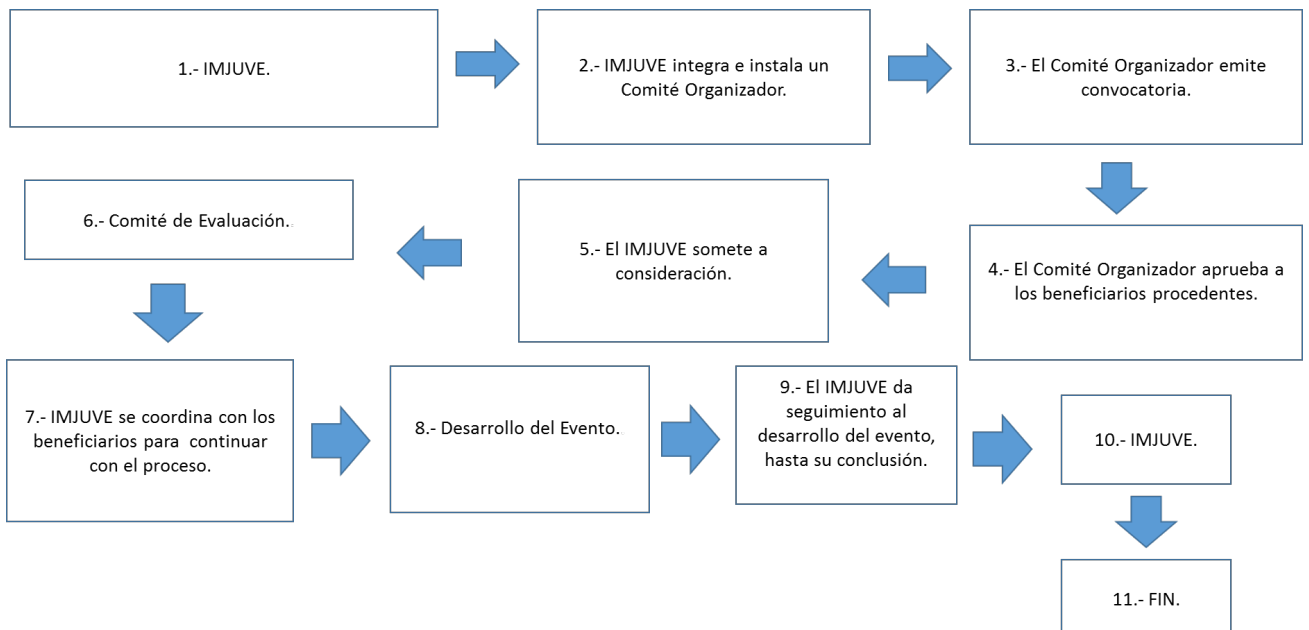 1.- IMJUVE.
2.- IMJUVE integra e instala un
Comité Organizador.
3.- El Comité Organizador emite
convocatoria.
4.- El Comité Organizador aprueba a
los beneficiarios procedentes.
5.- El IMJUVE somete a
consideración.
6.- Comité de Evaluación.
7.- IMJUVE se coordina con los
beneficiarios para continuar
con el proceso.
8.- Desarrollo del Evento.
9.- El IMJUVE da
seguimiento al
desarrollo del evento,
hasta su conclusión.
10.- IMJUVE.
11.- FIN.